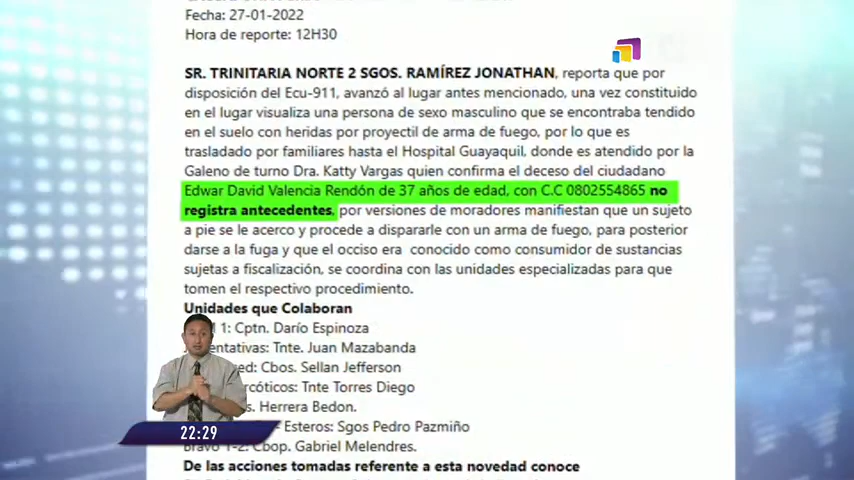 Fecha: 27-01-2022
Hora de reporte: 12H30
SR. TRINITARIA NORTE 2 SGOS. RAMÍREZ JONATHAN, reporta que por
disposición del Ecu-911, avanzó al lugar antes mencionado, una vez constituido
en el lugar visualiza una persona de sexo masculino que se encontraba tendido
en el suelo con heridas por proyectil de arma de fuego, por lo que es
trasladado por familiares hasta el Hospital Guayaquil, donde es atendido por la
Galeno de turno Dra. Katty Vargas quien confirma el deceso del ciudadano
Edwar David Valencia Rendón de 37 años de edad, con C.C 0802554865 no
registra antecedentes, por versiones de moradores manifiestan que un sujeto
a pie se le acerco y procede a dispararle con un arma de fuego, para posterior
darse a la fuga y que el occiso era conocido como consumidor de sustancias
sujetas a fiscalización, se coordina con las unidades especializadas para que
tomen el respectivo procedimiento.
Unidades que Colaboran
1: Cptn. Darío Espinoza
entativas: Tnte. Juan Mazabanda
ed: Cbos. Sellan Jefferson
rcóticos: Tnte Torres Diego
s. Herrera Bedon.
- Esteros: Sgos Pedro Pazmiño
Bravo 1-2: Cbop. Gabriel Melendres.
De las acciones tomadas referente a esta novedad conoce
22:29